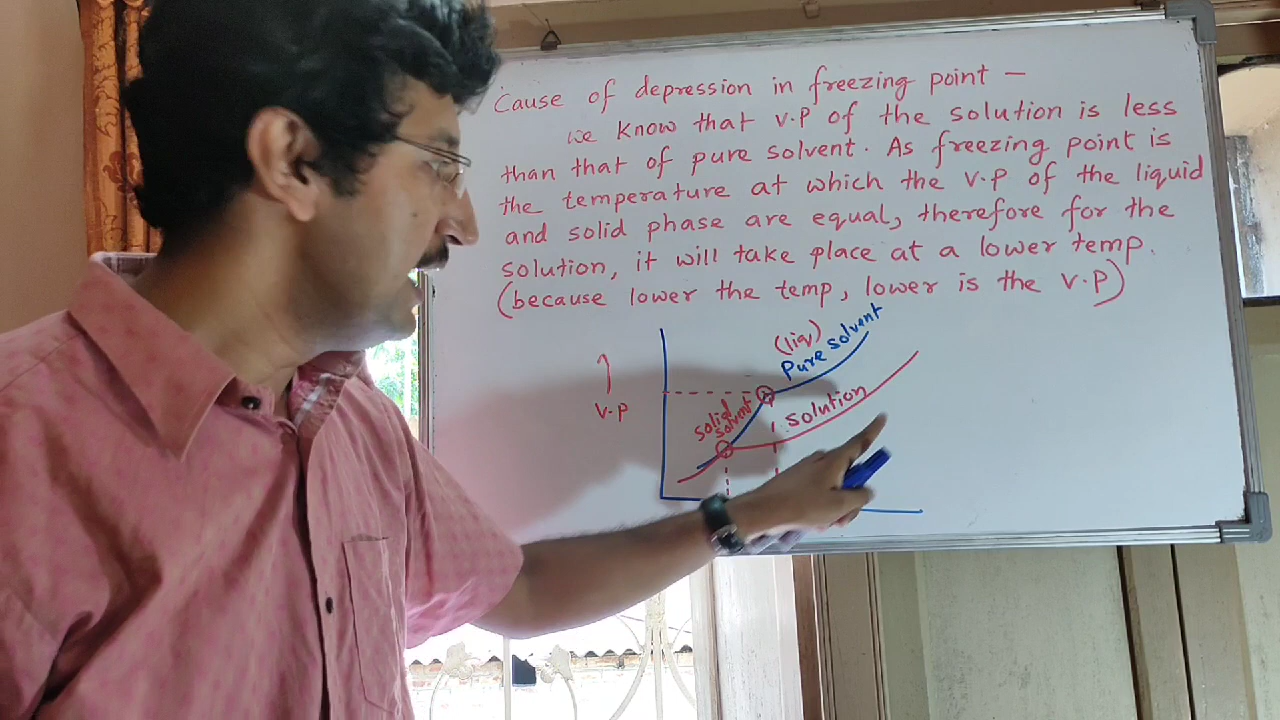 Cause of depression in freezing point —
we know that v.p of the solution is less
than that of pure solvent. As freezing point is
the temperature at which the v.p of the liquid
and solid phase are equal, therefore for the
solution, it will take place at a lower temp.
(because lower the temp, lower is the v.p)
(liq)
Pure solvent
v.p
solid
solvent
solution